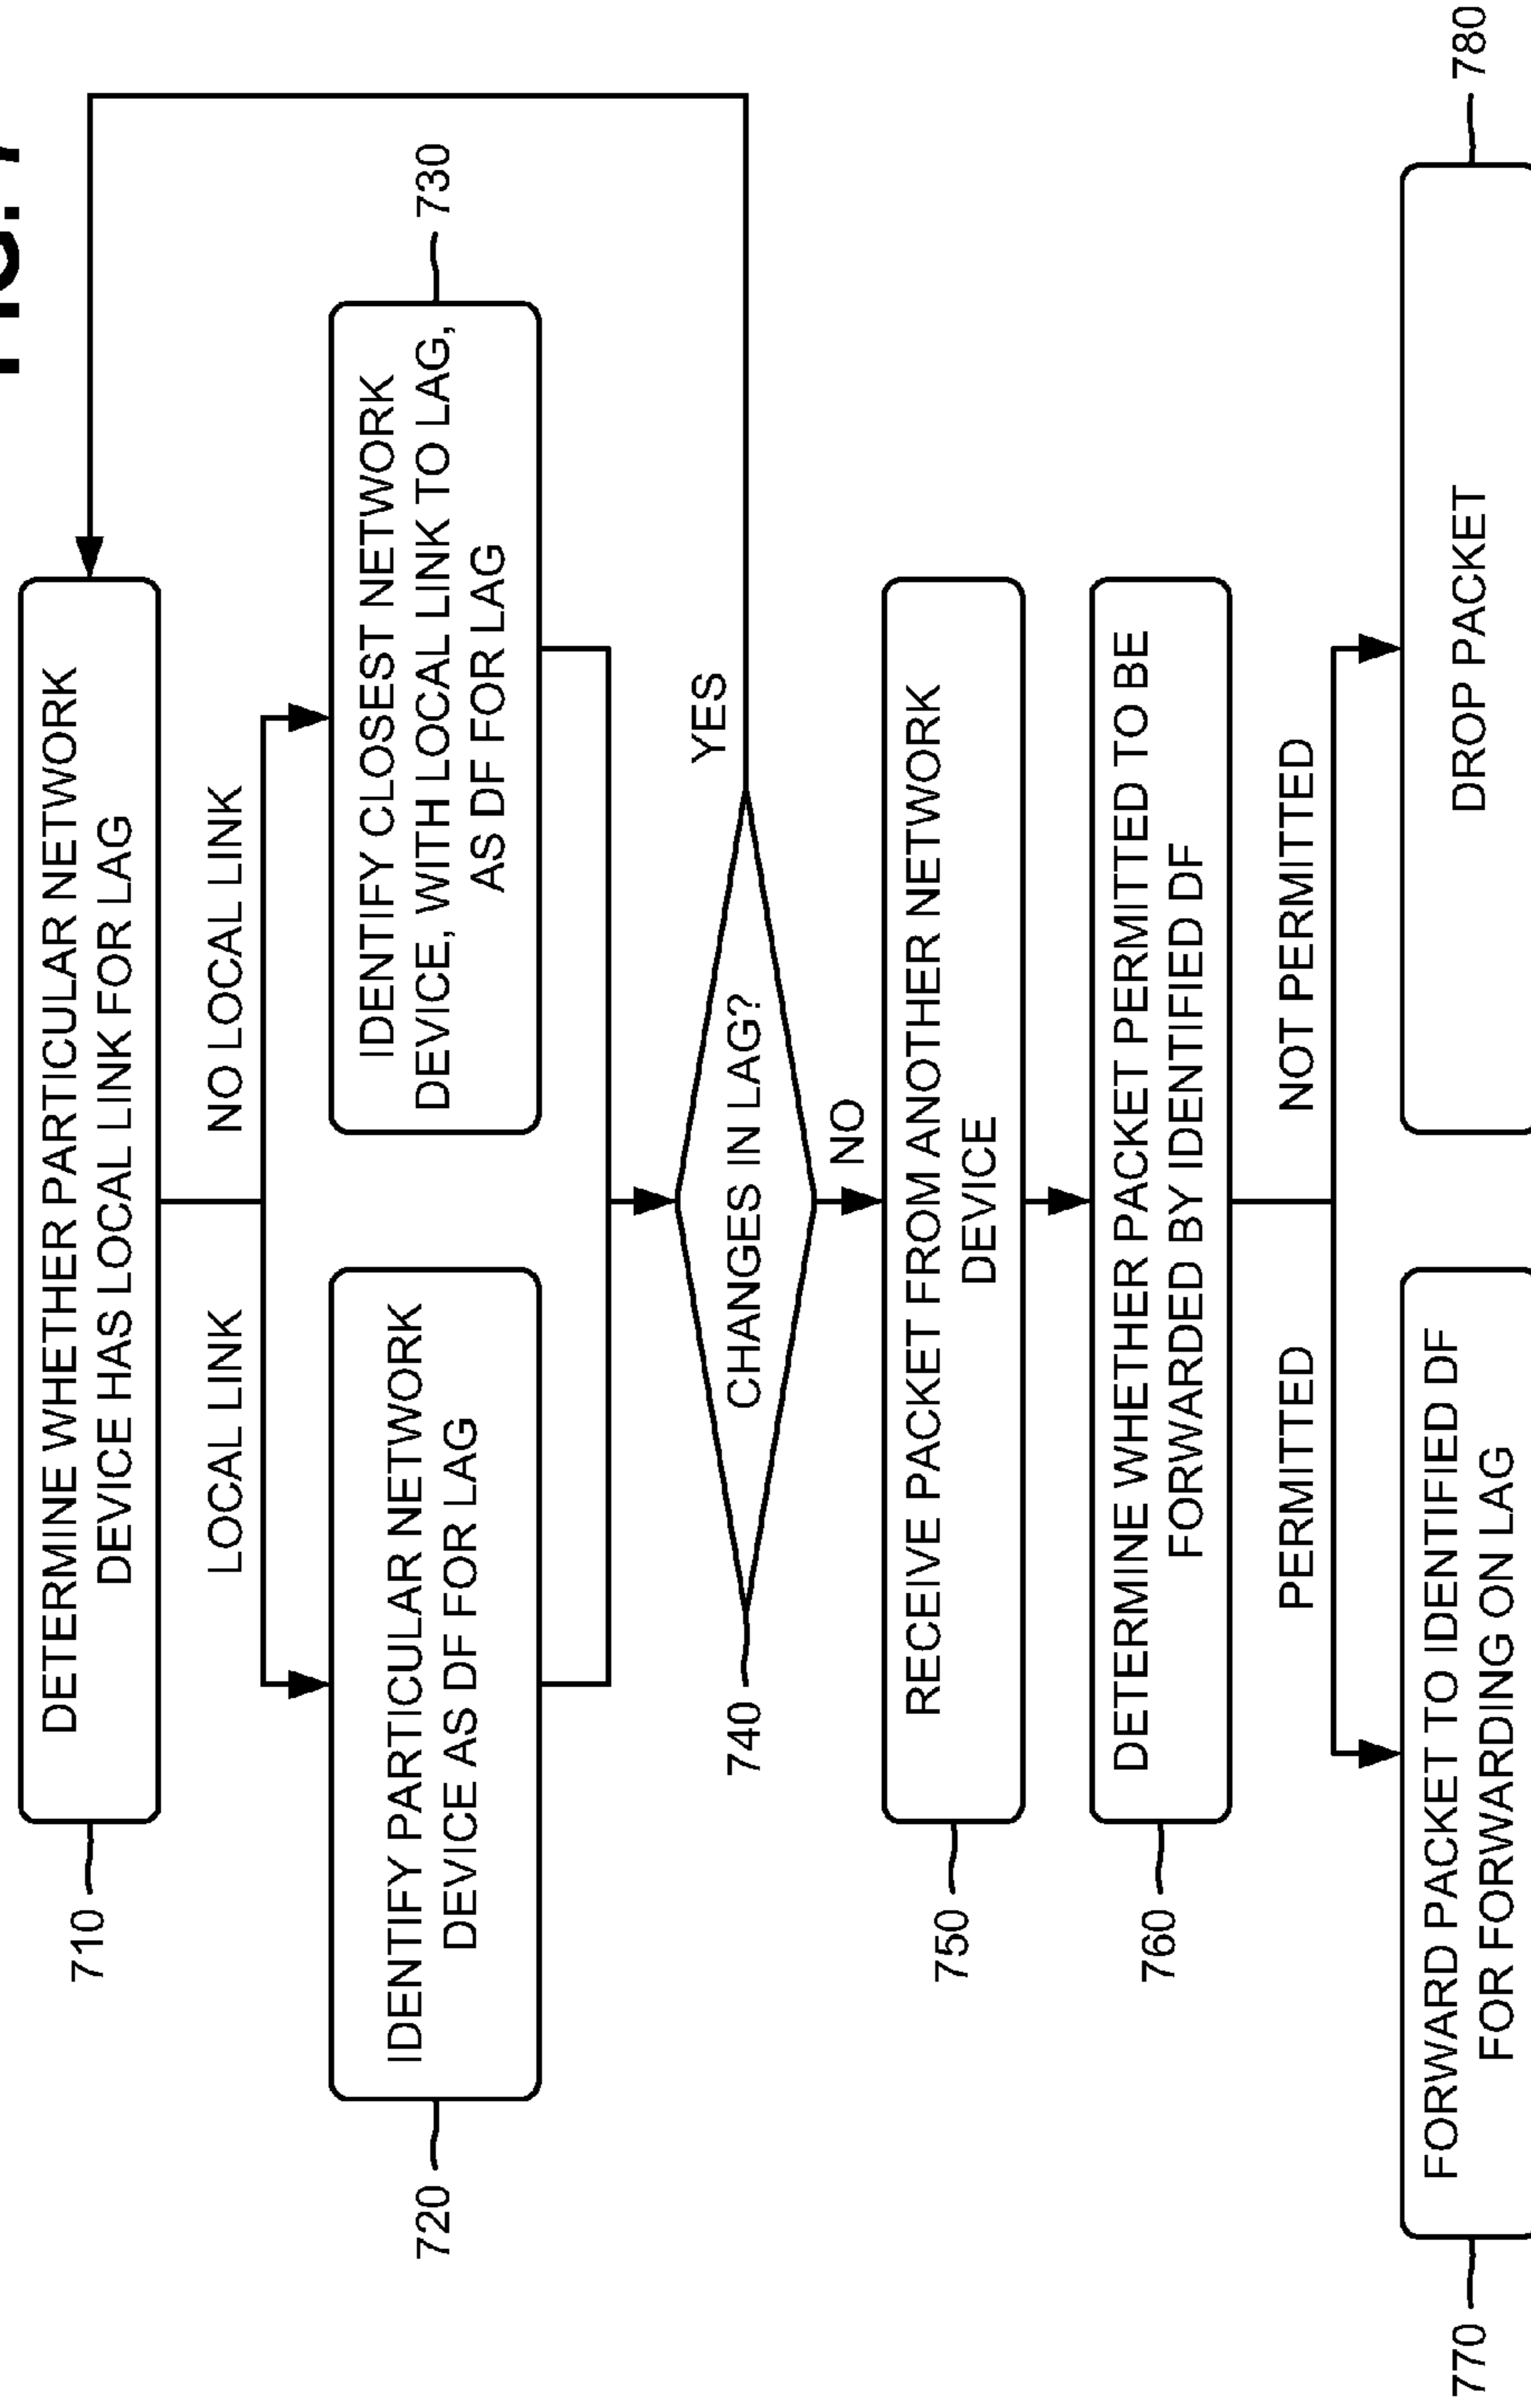 710
DETERMINE WHETHER PARTICULAR NETWORK
DEVICE HAS LOCAL LINK FOR LAG
LOCAL LINK
NO LOCAL LINK
720
IDENTIFY PARTICULAR NETWORK
DEVICE AS DF FOR LAG
IDENTIFY CLOSEST NETWORK
DEVICE, WITH LOCAL LINK TO LAG,
AS DF FOR LAG
730
740
CHANGES IN LAG?
YES
NO
750
RECEIVE PACKET FROM ANOTHER NETWORK
DEVICE
760
DETERMINE WHETHER PACKET PERMITTED TO BE
FORWARDED BY IDENTIFIED DF
PERMITTED
NOT PERMITTED
770
FORWARD PACKET TO IDENTIFIED DF
FOR FORWARDING ON LAG
DROP PACKET
780